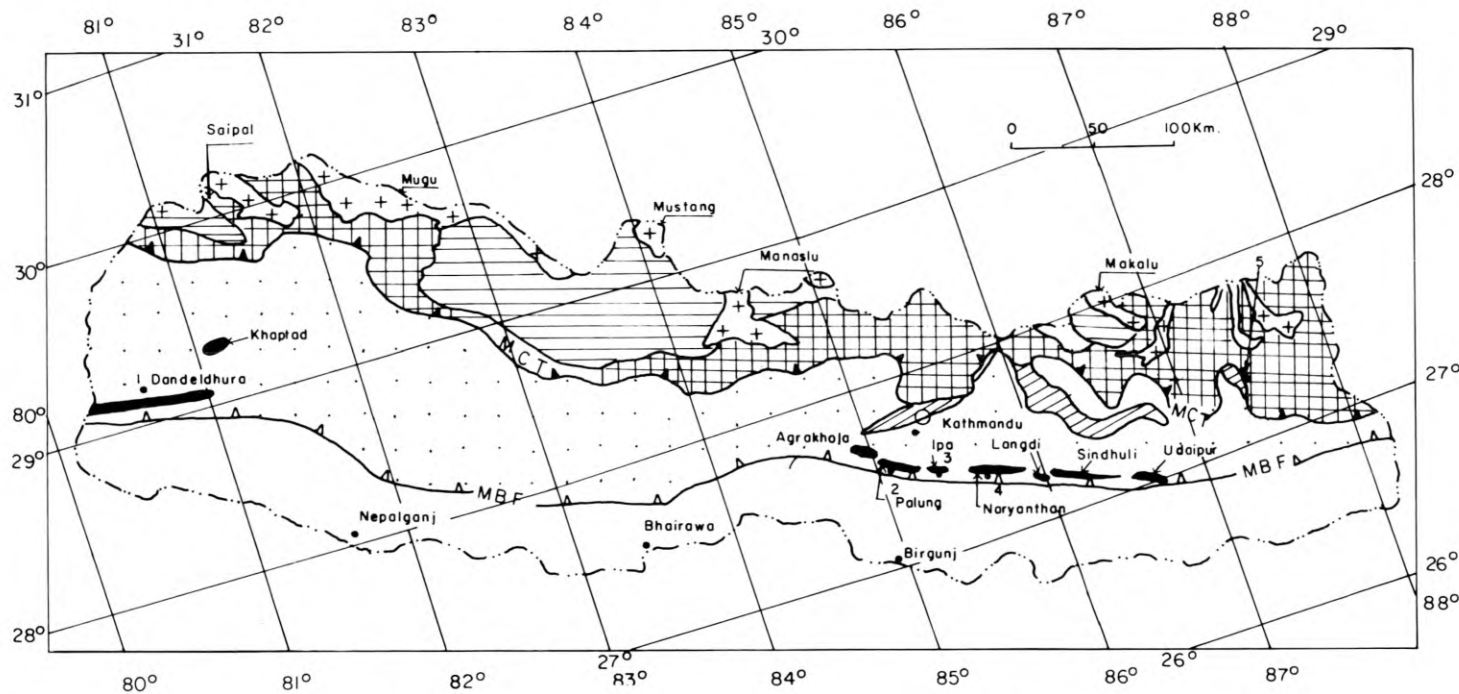 81° 31° 82° 83° 84° 85° 30° 86° 87° 88° 29°
31°
0 50 100Km.
Saipal
Mugu
28°
Mustang
Manaslu
Makalu
5
30°
Khaptad
MCT
27°
1 Dandeldhura
MCT
80°
Kathmandu
Agrakhola Ipa Langdi Udaipur
3 Sindhuli
29°
MBF
MBF
2 4
Palung Naryanthan
Nepalganj
Bhairawa
Birgunj
26°
88°
28°
80° 81° 82° 27° 83° 84° 85° 86° 26° 87°